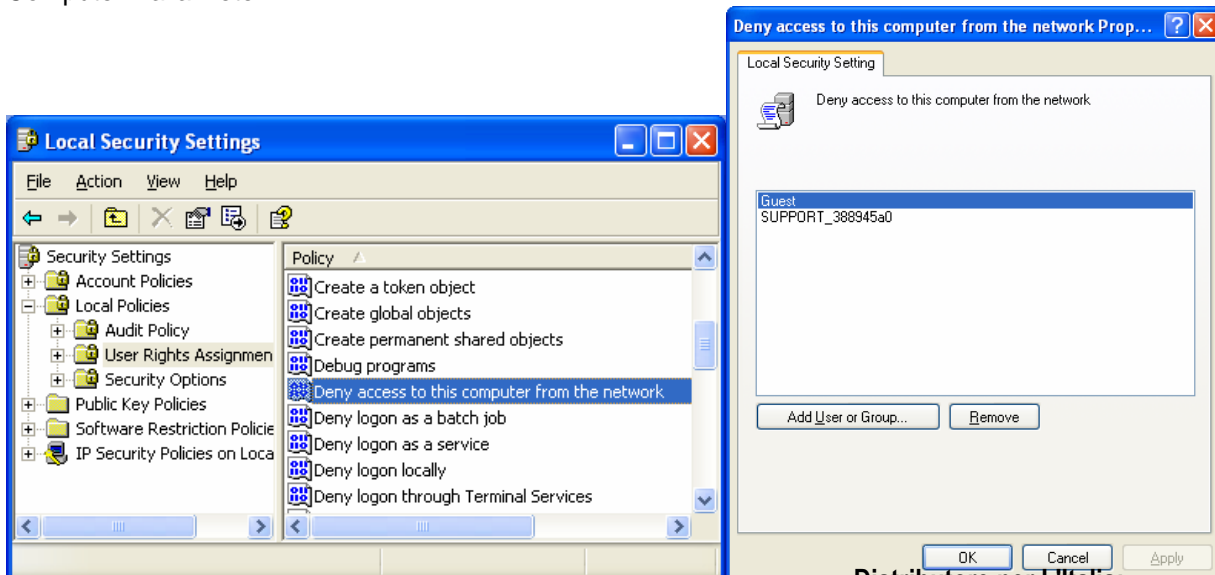 Deny access to this computer from the network Prop...
Local Security Setting
Deny access to this computer from the network
Guest
SUPPORT_388945a0
Add User or Group...
Remove
OK
Cancel
Apply
Local Security Settings
File Action View Help
Security Settings
Account Policies
Local Policies
Audit Policy
User Rights Assignmen
Security Options
Public Key Policies
Software Restriction Policie
IP Security Policies on Loca
Policy
Create a token object
Create global objects
Create permanent shared objects
Debug programs
Deny access to this computer from the network
Deny logon as a batch job
Deny logon as a service
Deny logon locally
Deny logon through Terminal Services